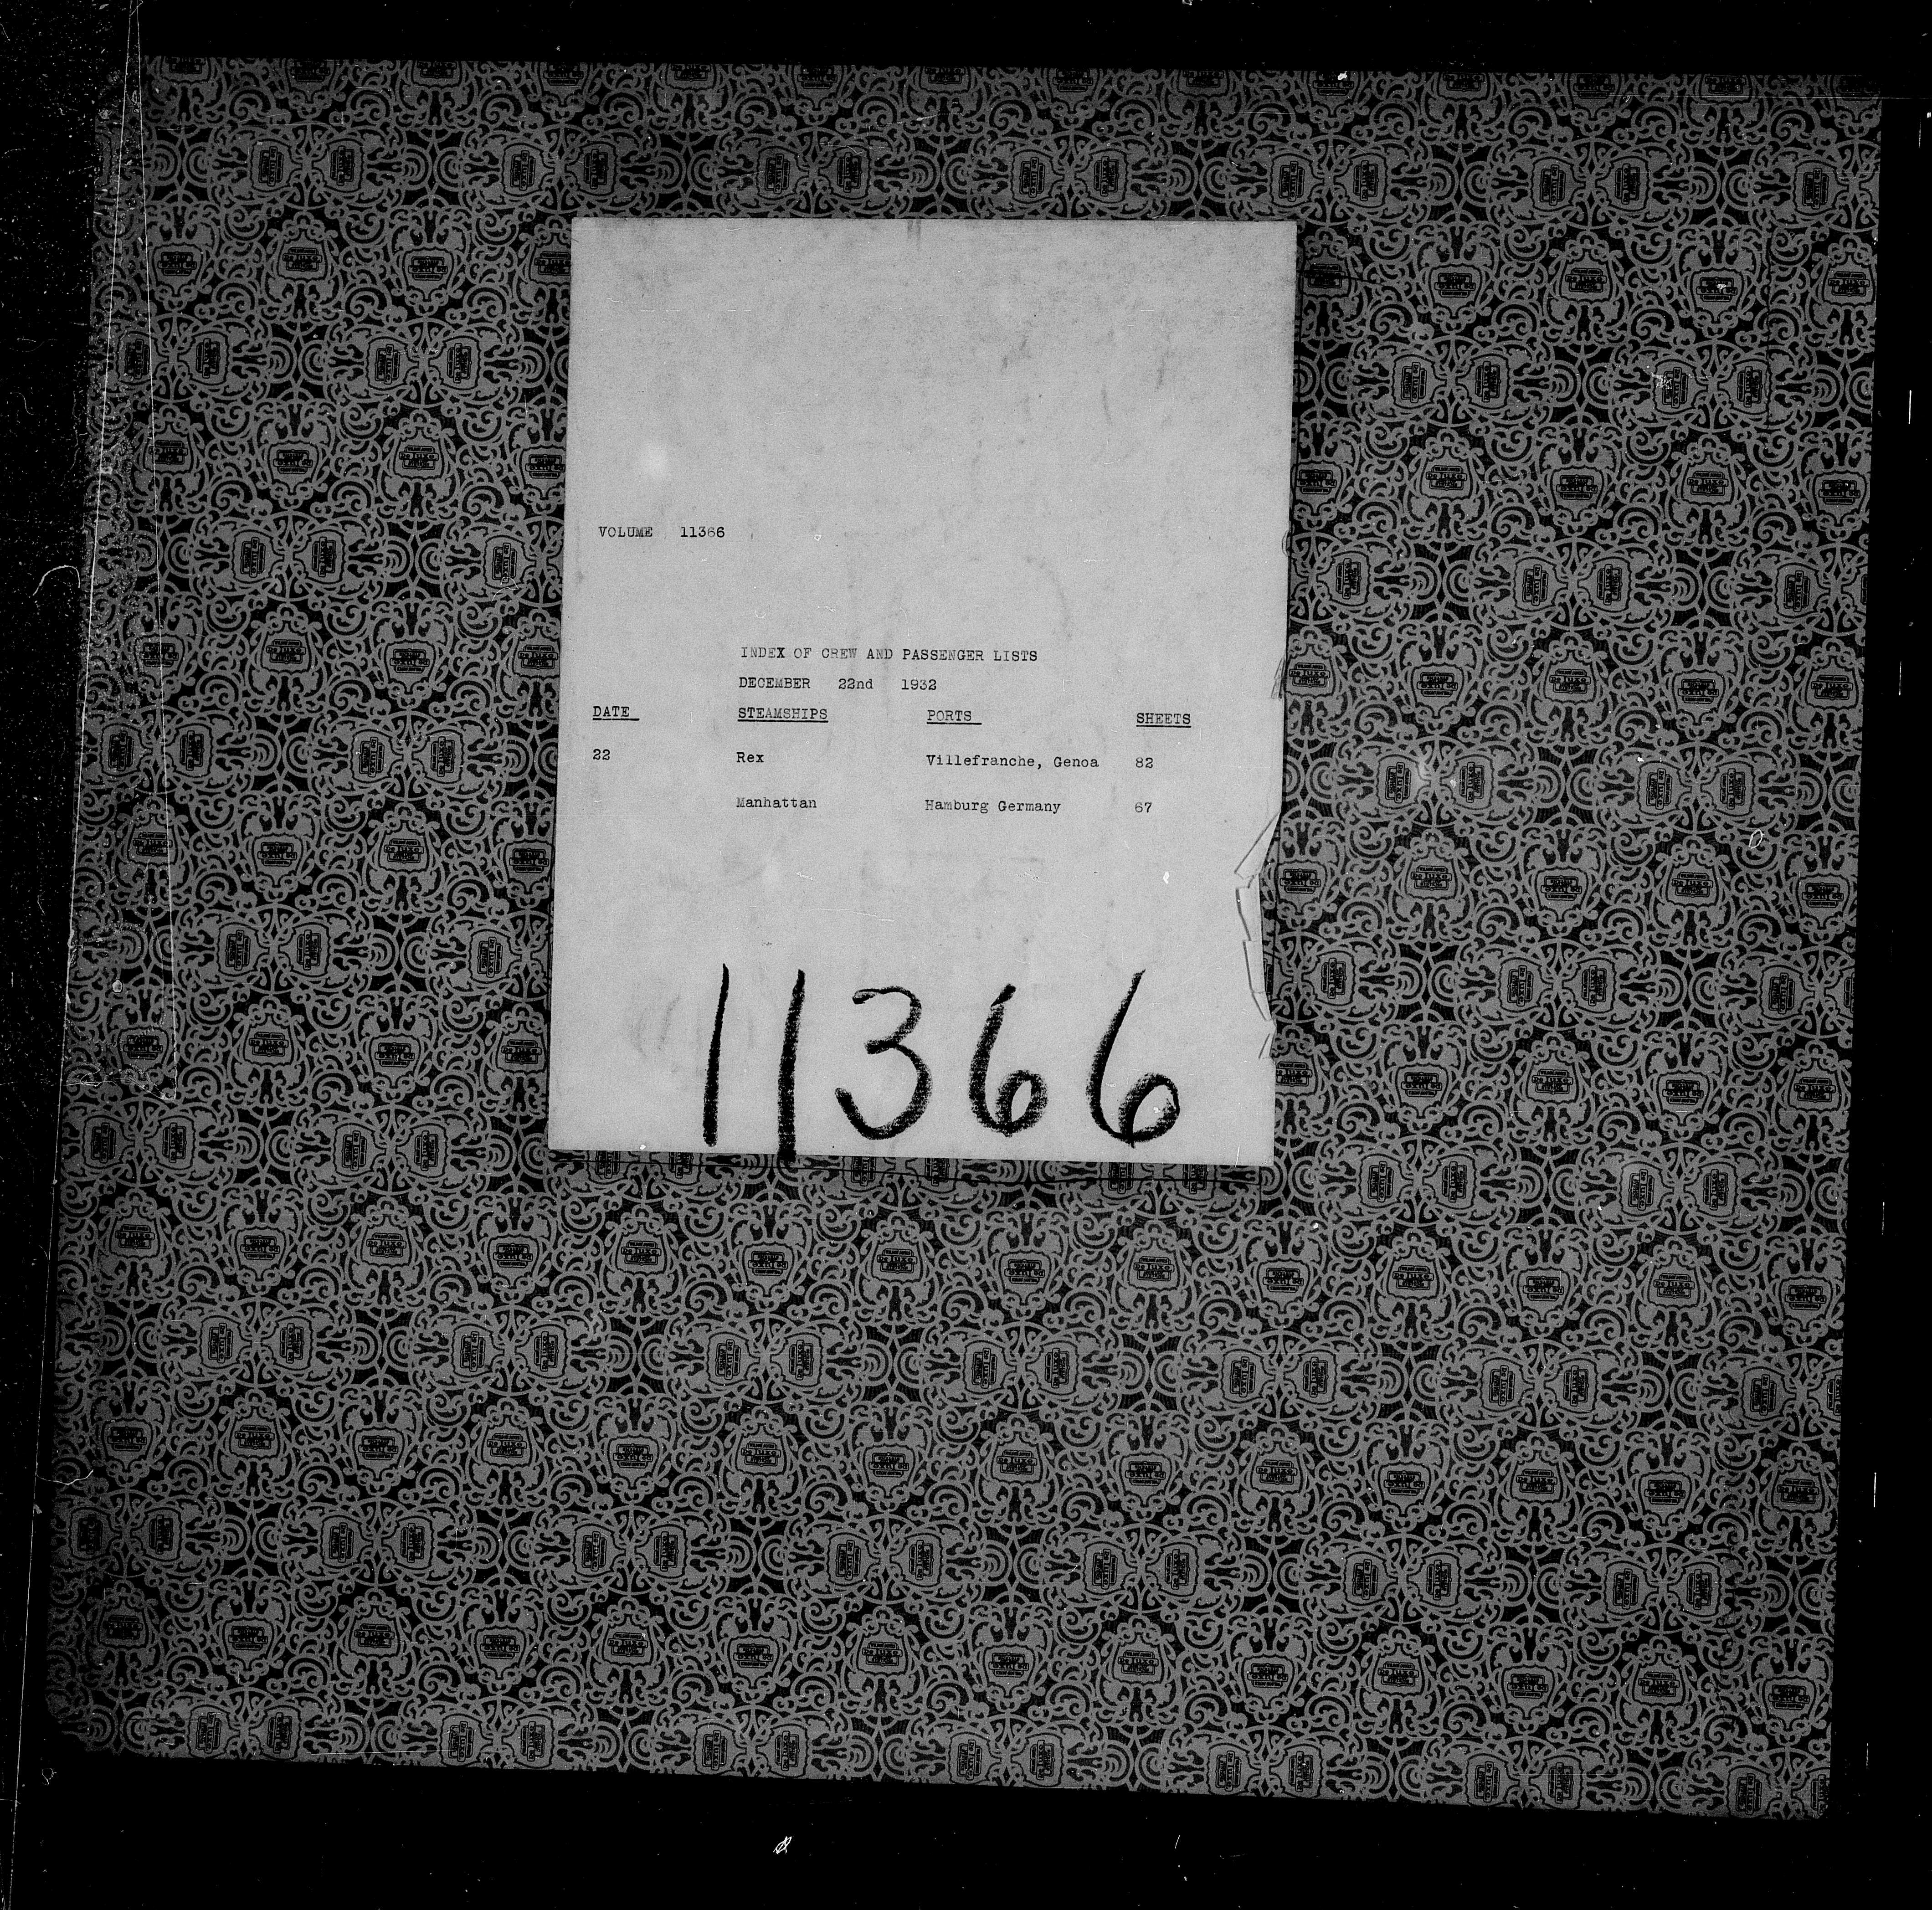 VOLUME 11366
INDEX OF CREW AND PASSENGER LISTS
DECEMBER 22nd 1932
DATE STEAMSHIPS PORTS SHEETS
22 Rex Villefranche, Genoa 82
Manhattan Hamburg Germany 67
11366